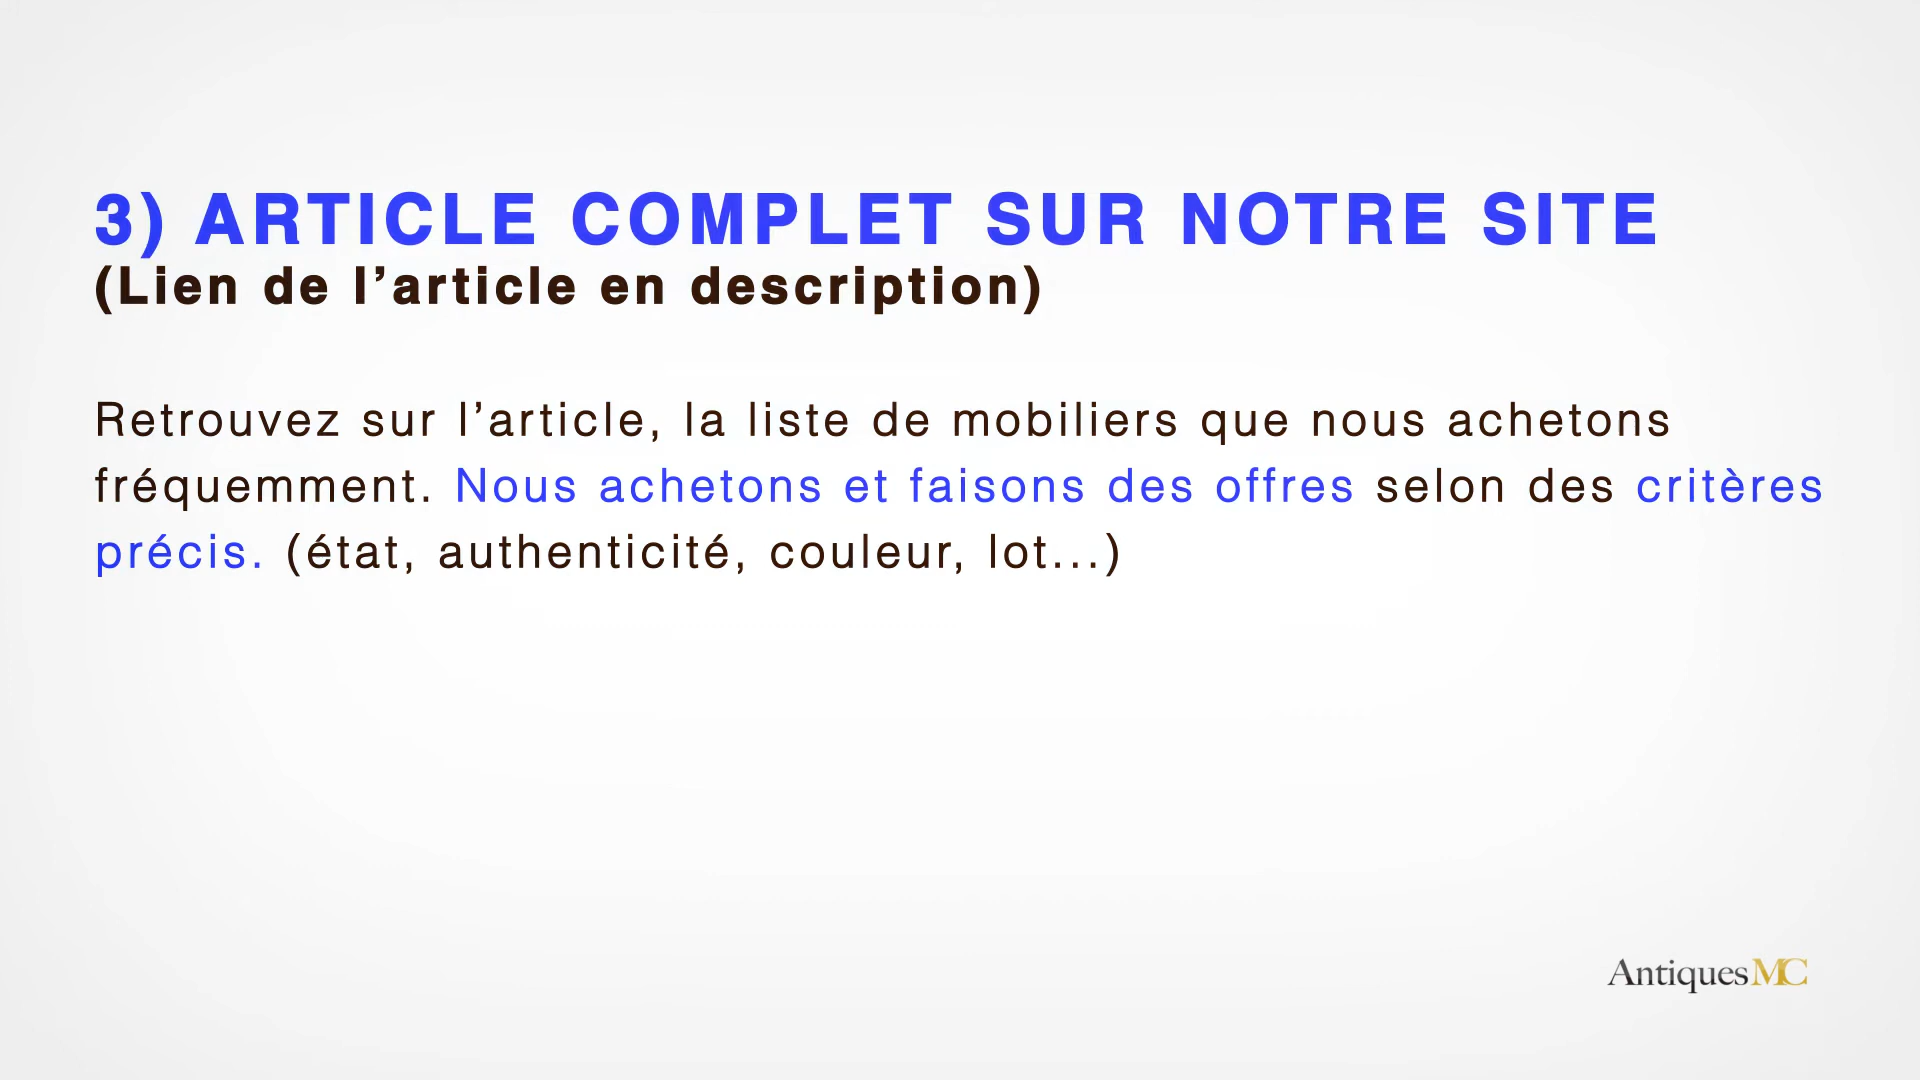 3) ARTICLE COMPLET SUR NOTRE SITE
(Lien de l’article en description)
Retrouvez sur l’article, la liste de mobiliers que nous achetons
fréquemment. Nous achetons et faisons des offres selon des critères
précis. (état, authenticité, couleur, lot...)
AntiquesMC